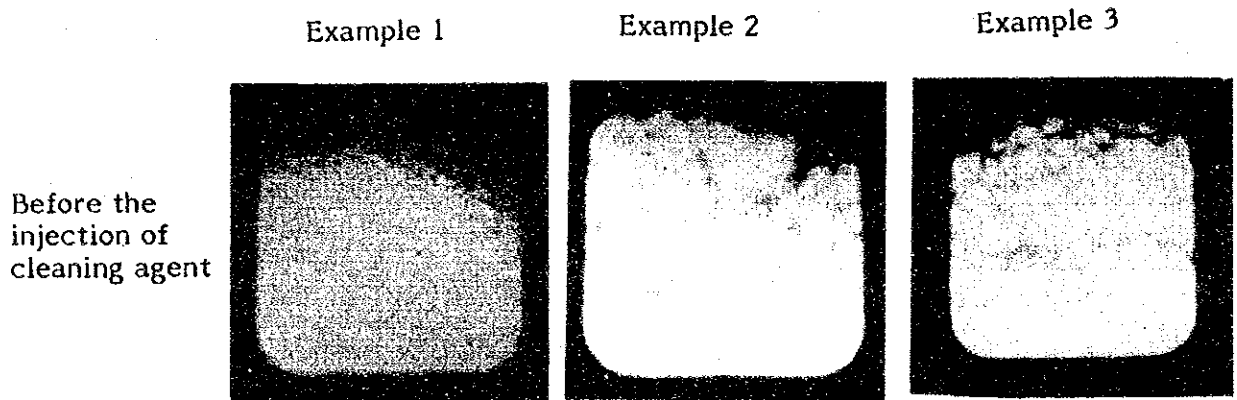 Example 1
Example 2
Example 3
Before the
injection of
cleaning agent